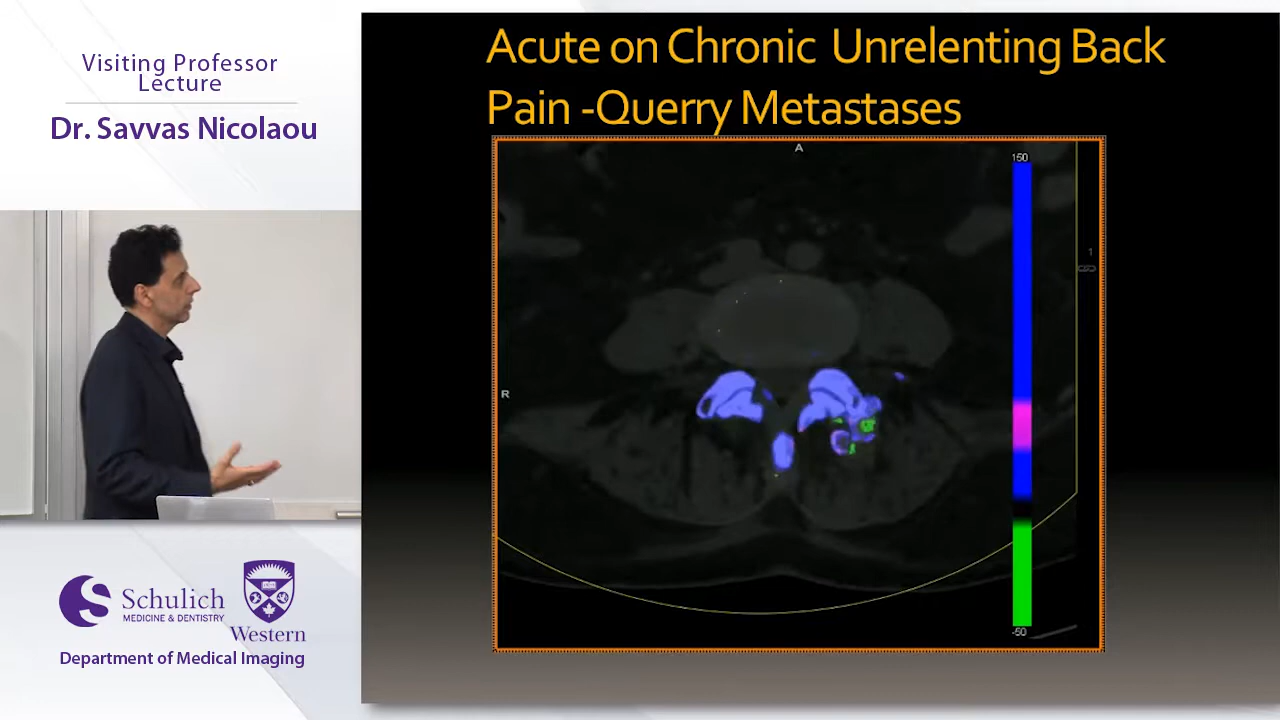 Visiting Professor
Lecture
Dr. Savvas Nicolaou
Schulich
MEDICINE & DENTISTRY
Western
Department of Medical Imaging
Acute on Chronic Unrelenting Back
Pain -Querry Metastases
A
150
1
R
-50